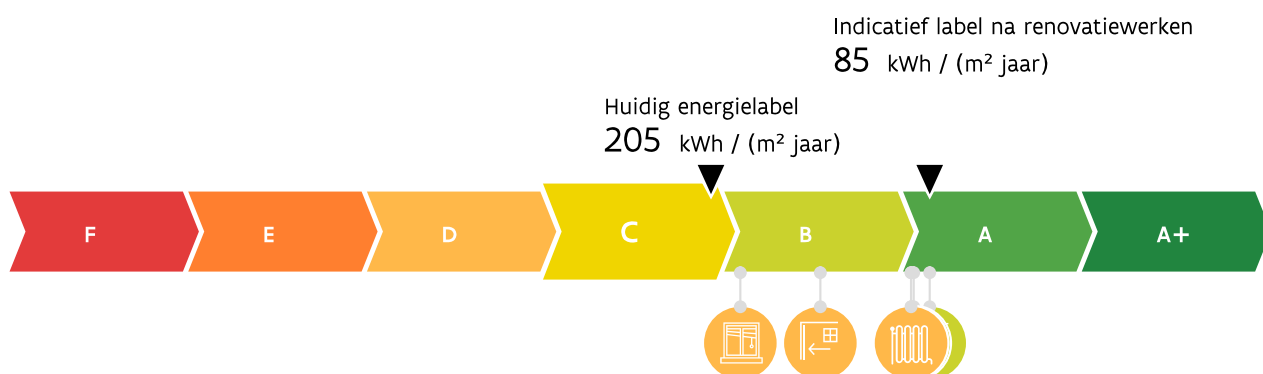 Indicatief label na renovatiewerken
85 kWh / (m² jaar)
Huidig energielabel
205 kWh / (m² jaar)
F E D C B A A+